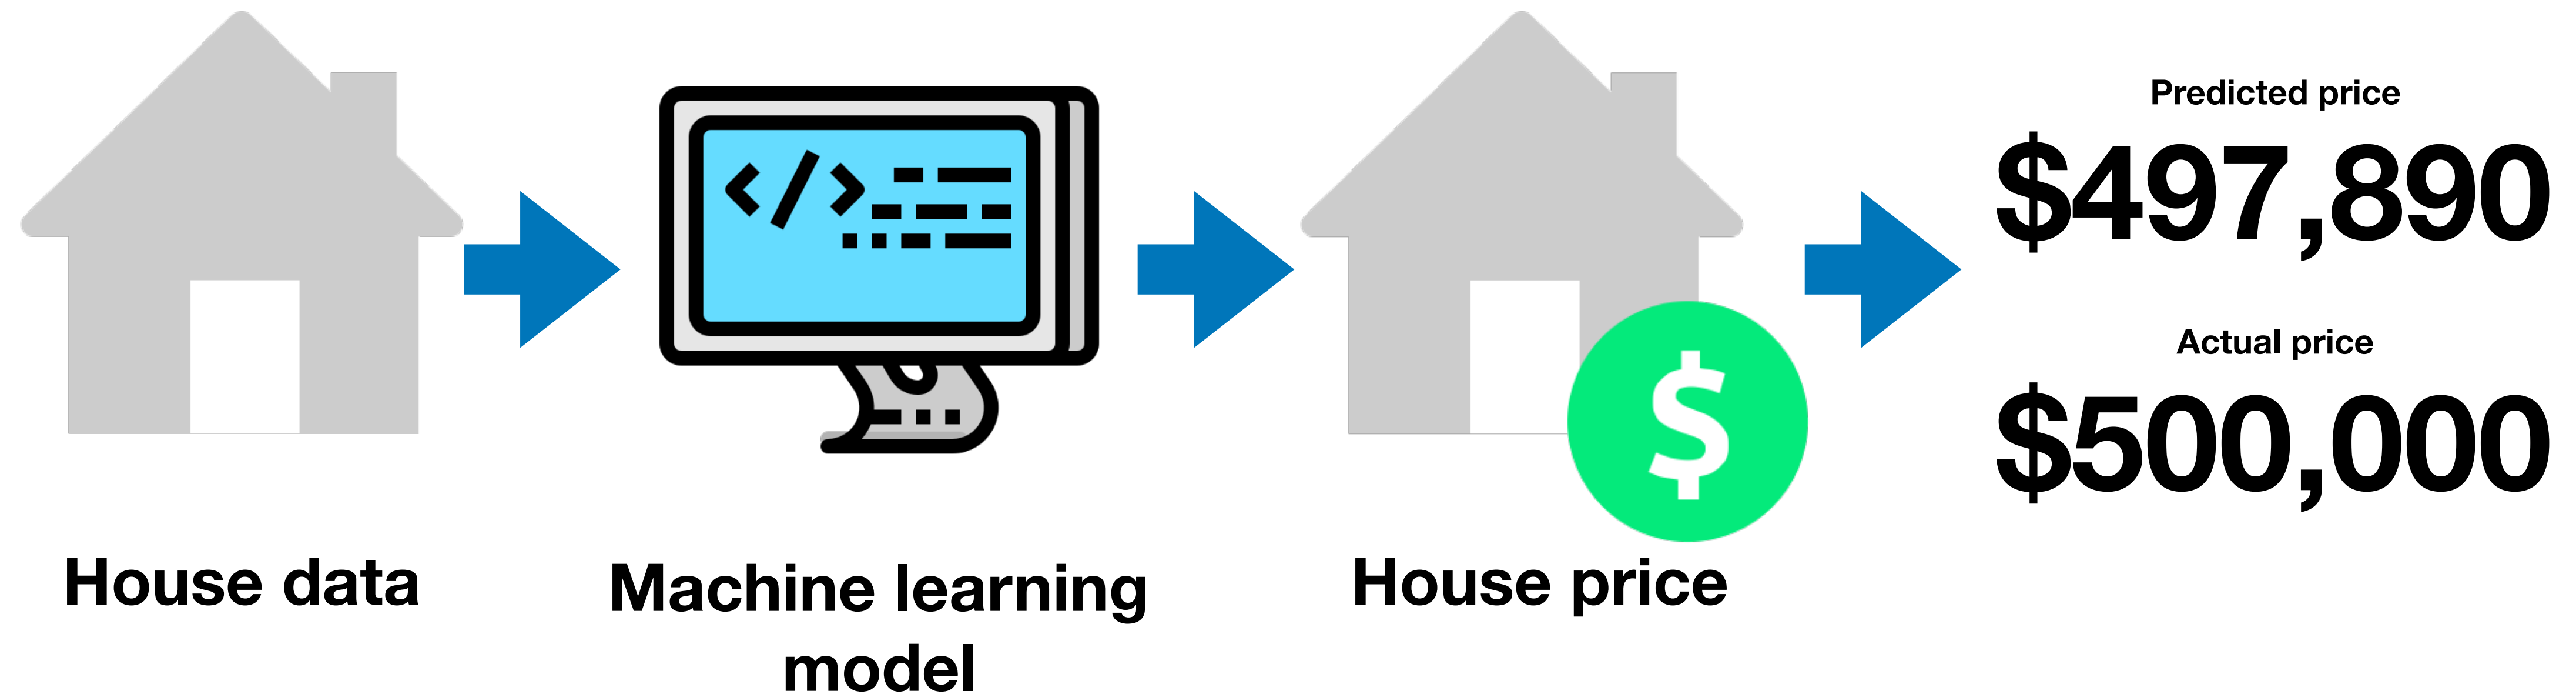 Predicted price
$497,890
Actual price
$500,000
</>
$
House data
Machine learning
model
House price